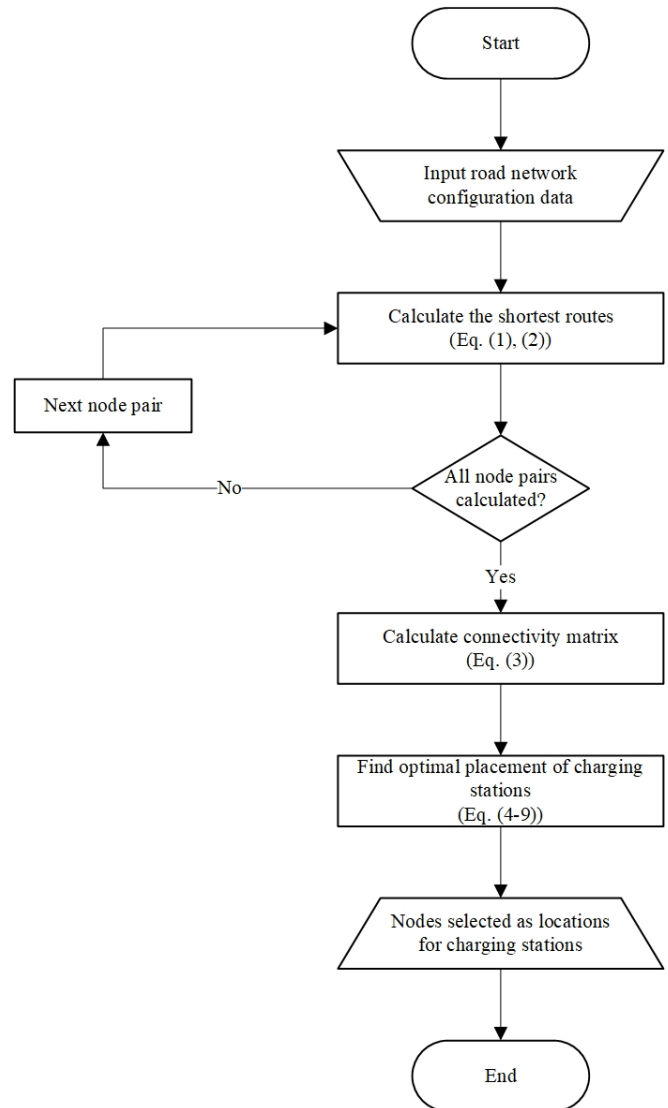 Start
Input road network
configuration data
Calculate the shortest routes
(Eq. (1), (2))
Next node pair
All node pairs
calculated?
No
Yes
Calculate connectivity matrix
(Eq. (3))
Find optimal placement of charging
stations
(Eq. (4-9))
Nodes selected as locations
for charging stations
End